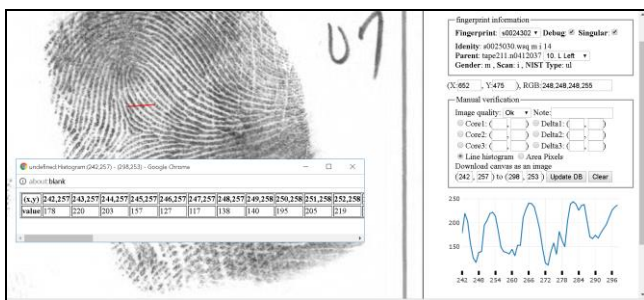 U7
undefined Histogram (242,257) - (298,253) - Google Chrome
about:blank
(x,y) 242,257 243,257 244,257 245,257 246,257 247,257 248,257 249,258 250,258 251,258 252,258
value 178 220 203 157 127 117 138 140 195 205 219
fingerprint information
Fingerprint: s0024302 Debug: Singular:
Idenity: s0025030.wsq m i 14
Parent: tape211.n0412037 10. L Left
Gender: m , Scan: i , NIST Type: ul
(X:652 , Y:475 ), RGB:248,248,248,255
Manual verification
Image quality: Ok Note:
Core1: ( , ) Delta1: ( , )
Core2: ( , ) Delta2: ( , )
Core3: ( , ) Delta3: ( , )
Line histogram Area Pixels
Download canvas as an image
(242 , 257 ) to (298 , 253 ) Update DB Clear
250
200
150
242 248 254 260 266 272 278 284 290 296